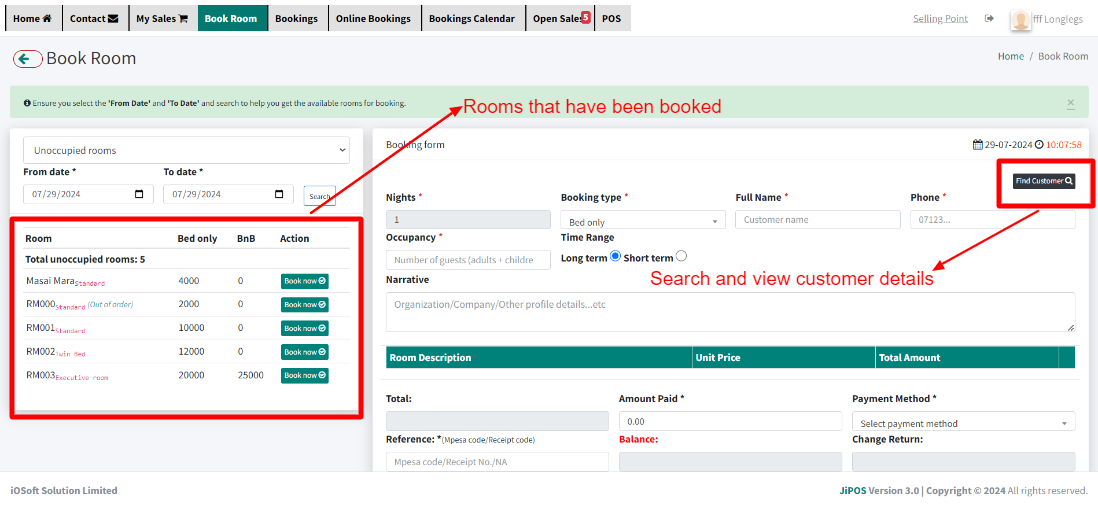 Home Contact My Sales Book Room Bookings Online Bookings Bookings Calendar Open Sales 5 POS Selling Point fff Longlegs
Book Room
Home / Book Room
Ensure you select the 'From Date' and 'To Date' and search to help you get the available rooms for booking.
×
Rooms that have been booked
Unoccupied rooms
From date * To date *
07/29/2024 07/29/2024 Search
Room Bed only BnB Action
Total unoccupied rooms: 5
Masai Mara Standard 4000 0 Book now
RM000 Standard (Out of order) 2000 0 Book now
RM001 Standard 10000 0 Book now
RM002 Twin Bed 12000 0 Book now
RM003 Executive room 20000 25000 Book now
Booking form 29-07-2024 10:07:58
Find Customer
Nights * Booking type * Full Name * Phone *
1 Bed only Customer name 07123...
Occupancy * Time Range
Number of guests (adults + childre Long term Short term
Search and view customer details
Narrative
Organization/Company/Other profile details...etc
Room Description Unit Price Total Amount
Total: Amount Paid * Payment Method *
0.00 Select payment method
Reference: *(Mpesa code/Receipt code) Balance: Change Return:
Mpesa code/Receipt No./NA
iOSoft Solution Limited JiPOS Version 3.0 | Copyright © 2024 All rights reserved.